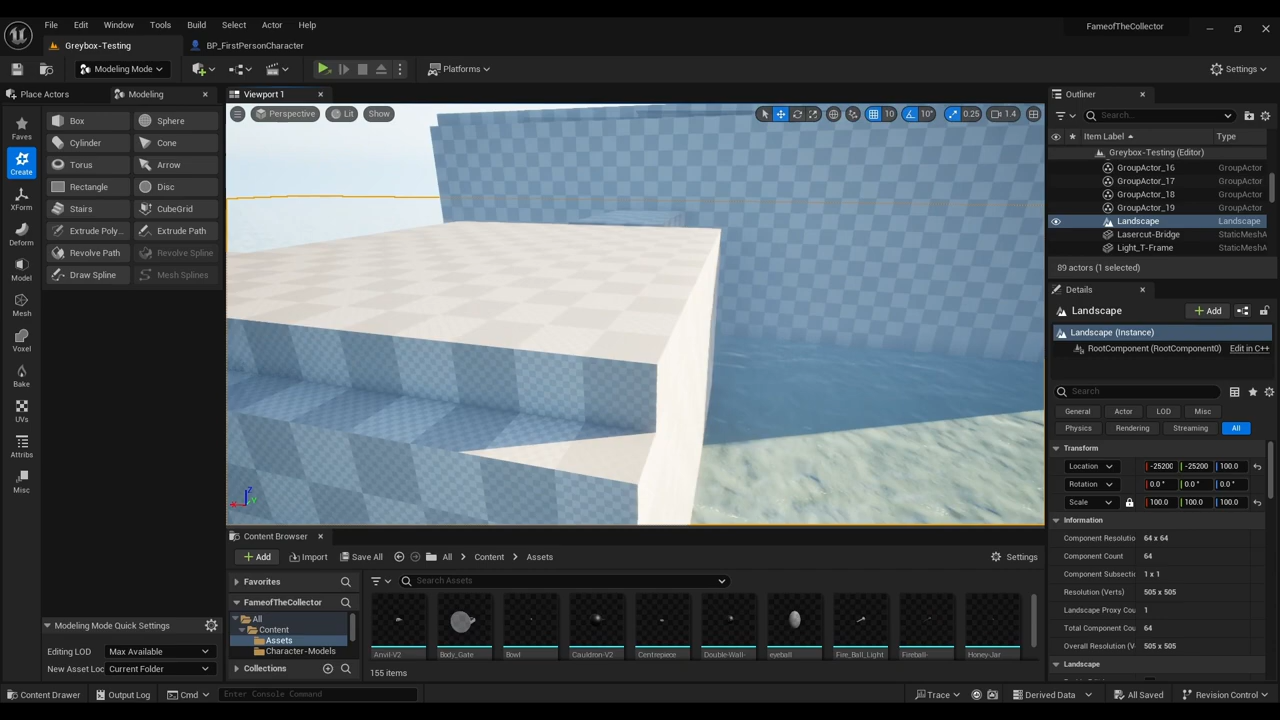 File Edit Window Tools Build Select Actor Help
FameofTheCollector
Greybox-Testing
BP_FirstPersonCharacter
Modeling Mode
Platforms
Settings
Place Actors
Modeling
Viewport 1
Outliner
Perspective Lit Show
10 10° 0.25 1.4
Search...
Faves
Create
XForm
Deform
Model
Mesh
Voxel
Bake
UVs
Attribs
Misc
Box Sphere
Cylinder Cone
Torus Arrow
Rectangle Disc
Stairs CubeGrid
Extrude Poly... Extrude Path
Revolve Path Revolve Spline
Draw Spline Mesh Splines
Item Label Type
Greybox-Testing (Editor)
GroupActor_16 GroupActor
GroupActor_17 GroupActor
GroupActor_18 GroupActor
GroupActor_19 GroupActor
Landscape Landscape
Lasercut-Bridge StaticMeshA
Light_T-Frame StaticMeshA
89 actors (1 selected)
Details
Landscape
Add
Landscape (Instance)
RootComponent (RootComponent0) Edit in C++
Search
General Actor LOD Misc
Physics Rendering Streaming All
Transform
Location -25200 -25200 100.0
Rotation 0.0° 0.0° 0.0°
Scale 100.0 100.0 100.0
Information
Component Resolutio 64 x 64
Component Count 64
Component Subsectic 1 x 1
Resolution (Verts) 505 x 505
Landscape Proxy Cou 1
Total Component Cou 64
Overall Resolution (V 505 x 505
Landscape
Modeling Mode Quick Settings
Editing LOD Max Available
New Asset Loc Current Folder
Content Browser
Add Import Save All All Content Assets Settings
Favorites
Search Assets
FameofTheCollector
All
Content
Assets
Character-Models
Collections
Anvil-V2 Body_Gate Bowl Cauldron-V2 Centrepiece Double-Wall- eyeball Fire_Ball_Light Fireball- Honey-Jar
155 items
Content Drawer Output Log Cmd Enter Console Command Trace Derived Data All Saved Revision Control